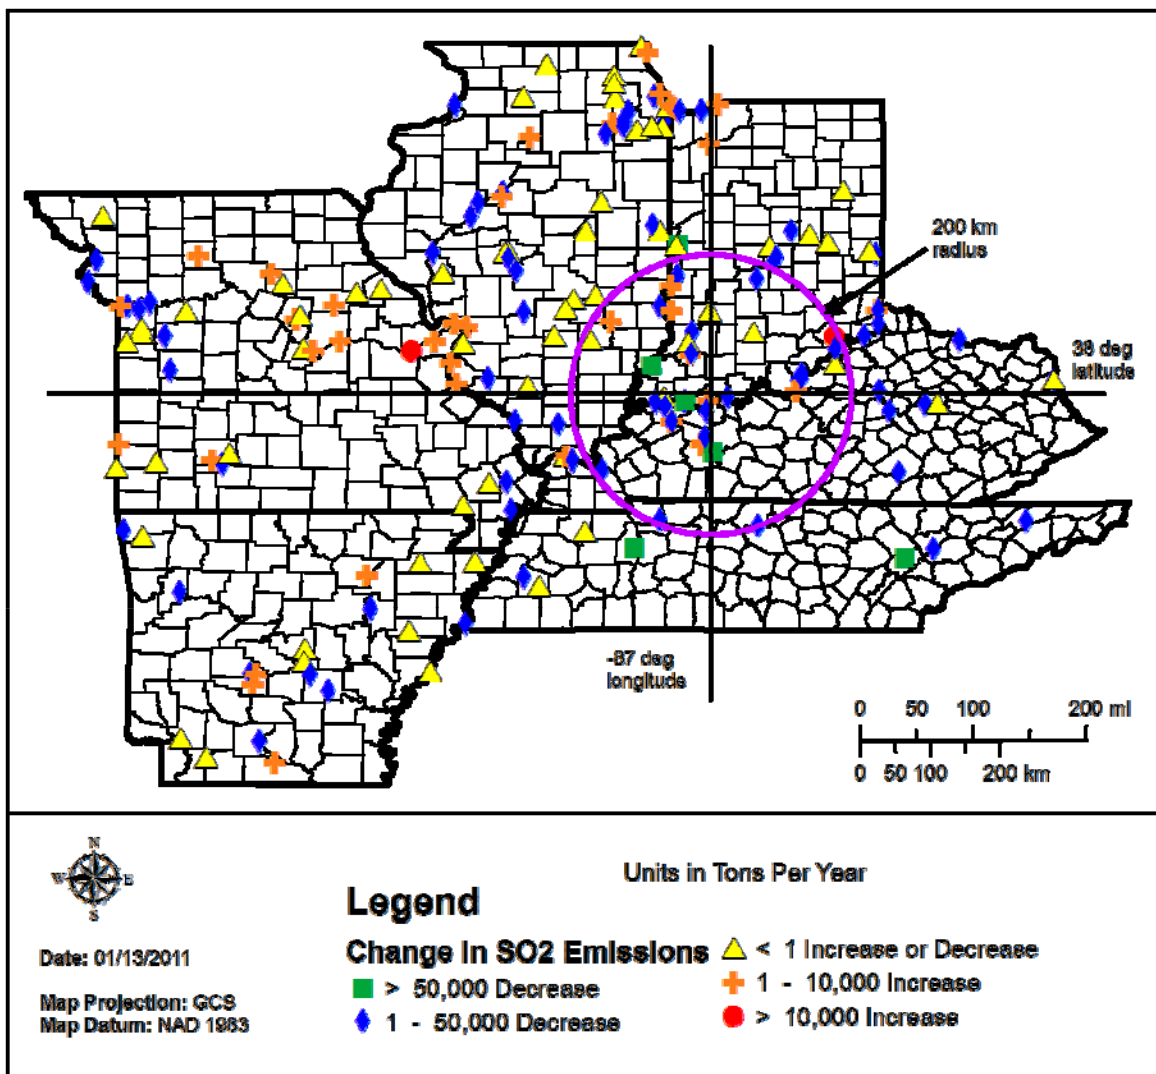 200 km
radius
38 deg
latitude
-87 deg
longitude
0 50 100 200 mi
0 50 100 200 km
N
W E
S
Units in Tons Per Year
Legend
Change in SO2 Emissions
< 1 Increase or Decrease
> 50,000 Decrease
1 - 10,000 Increase
1 - 50,000 Decrease
> 10,000 Increase
Date: 01/13/2011
Map Projection: GCS
Map Datum: NAD 1983